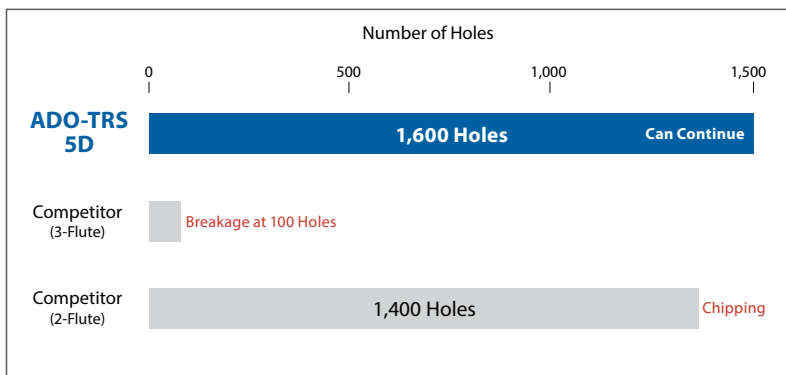 Number of Holes
0 500 1,000 1,500
ADO-TRS
5D
1,600 Holes Can Continue
Competitor
(3-Flute)
Breakage at 100 Holes
Competitor
(2-Flute)
1,400 Holes Chipping